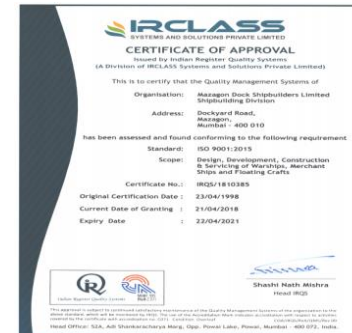 IRCLASS
SYSTEMS AND SOLUTIONS PRIVATE LIMITED
CERTIFICATE OF APPROVAL
Issued by Indian Register Quality Systems
(A Division of IRCLASS Systems and Solutions Private Limited)
This is to certify that the Quality Management Systems of
Organisation: Mazagon Dock Shipbuilders Limited
Shipbuilding Division
Address: Dockyard Road,
Mazagon,
Mumbai - 400 010
has been assessed and found conforming to the following requirement
Standard: ISO 9001:2015
Scope: Design, Development, Construction
& Servicing of Warships, Merchant
Ships and Floating Crafts
Certificate No.: IRQS/1810385
Original Certification Date : 23/04/1998
Current Date of Granting : 21/04/2018
Expiry Date : 22/04/2021
Indian Register Quality Systems
Shashi Nath Mishra
Head IRQS
Head Office: 52A, Adi Shankaracharya Marg, Opp. Powai Lake, Powai, Mumbai - 400 072, India.